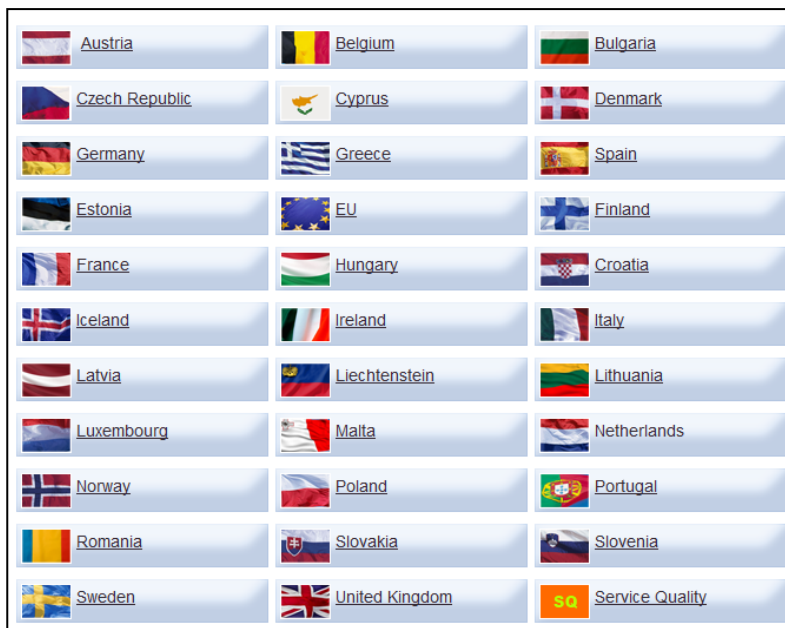 Austria
Belgium
Bulgaria
Czech Republic
Cyprus
Denmark
Germany
Greece
Spain
Estonia
EU
Finland
France
Hungary
Croatia
Iceland
Ireland
Italy
Latvia
Liechtenstein
Lithuania
Luxembourg
Malta
Netherlands
Norway
Poland
Portugal
Romania
Slovakia
Slovenia
Sweden
United Kingdom
SQ Service Quality